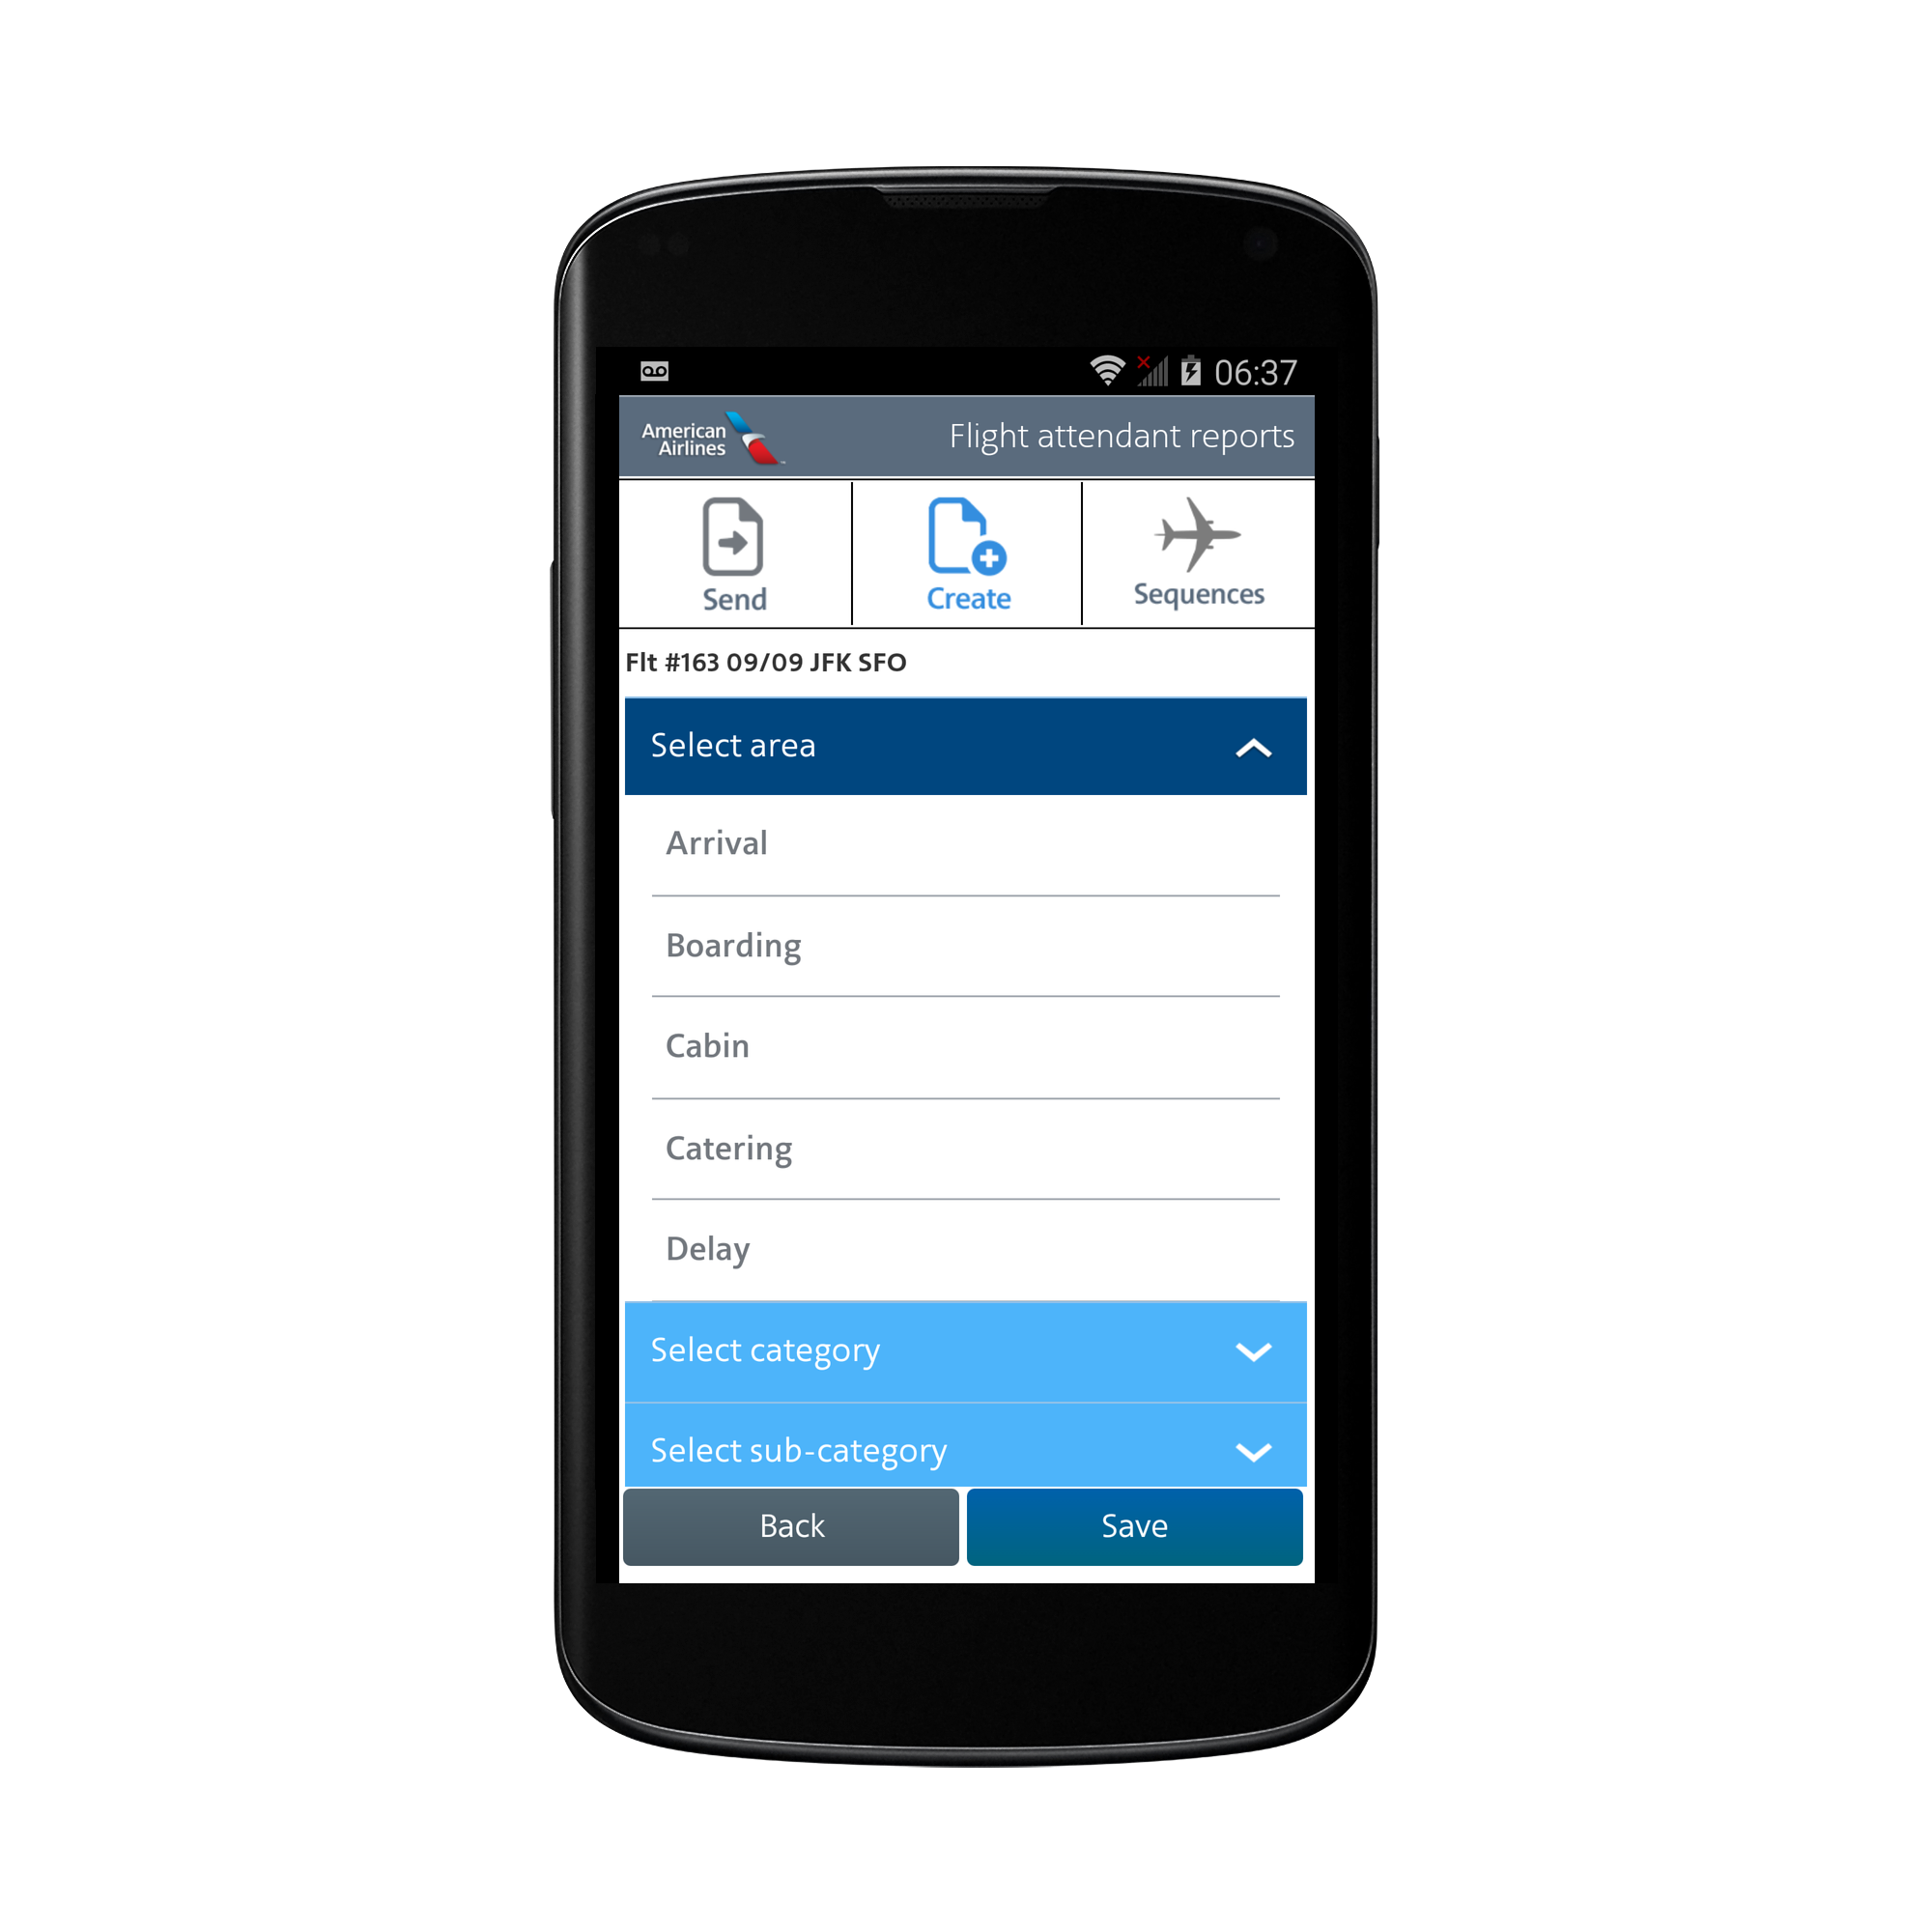 06:37
American
Airlines
Flight attendant reports
Send
Create
Sequences
Flt #163 09/09 JFK SFO
Select area
Arrival
Boarding
Cabin
Catering
Delay
Select category
Select sub-category
Back
Save